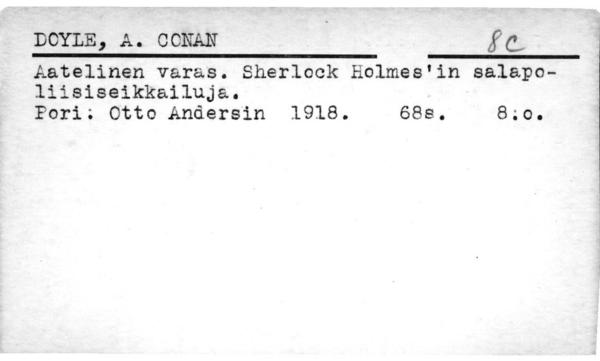 DOYLE, A. CONAN 8c
Aatelinen varas. Sherlock Holmes'in salapo-
liisiseikkailuja.
Pori: Otto Andersin 1918. 68s. 8:o.